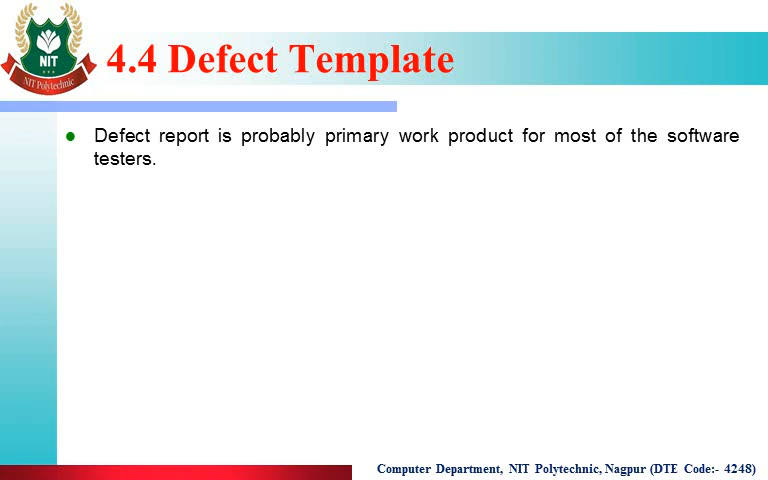 NIT
NIT Polytechnic
4.4 Defect Template
Defect report is probably primary work product for most of the software
testers.
Computer Department, NIT Polytechnic, Nagpur (DTE Code:- 4248)